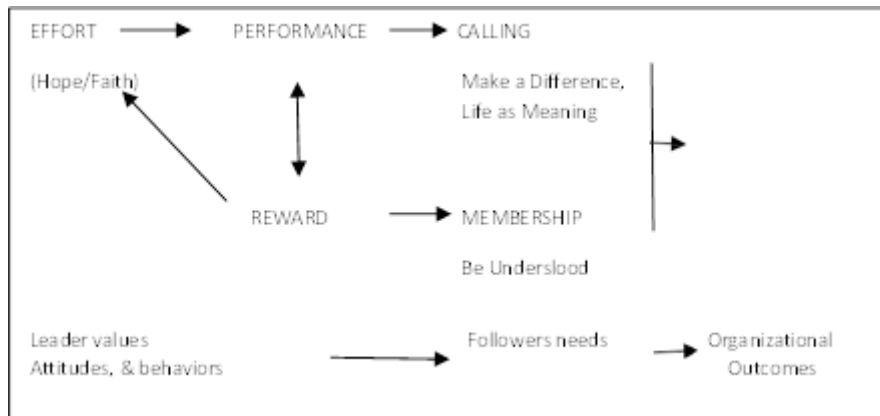 EFFORT PERFORMANCE CALLING
(Hope/Faith) Make a Difference,
Life as Meaning
REWARD MEMBERSHIP
Be Underslood
Leader values Followers needs Organizational
Attitudes, & behaviors Outcomes